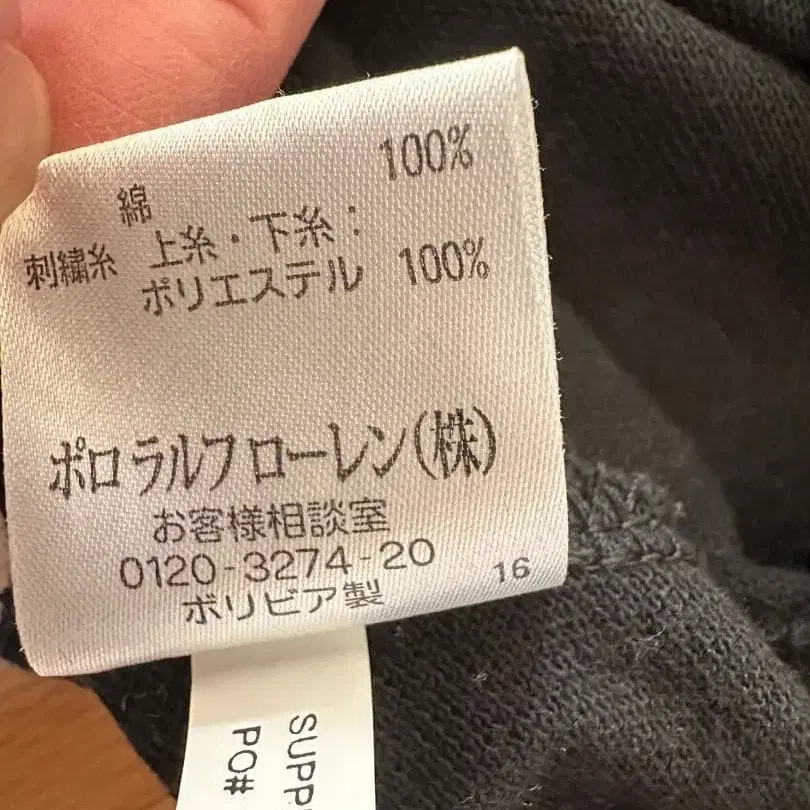 綿 100%
刺繍糸 上糸・下糸:
ポリエステル 100%
ポロ ラルフ ローレン(株)
お客様相談室
0120-3274-20
ボリビア製 16
PO#